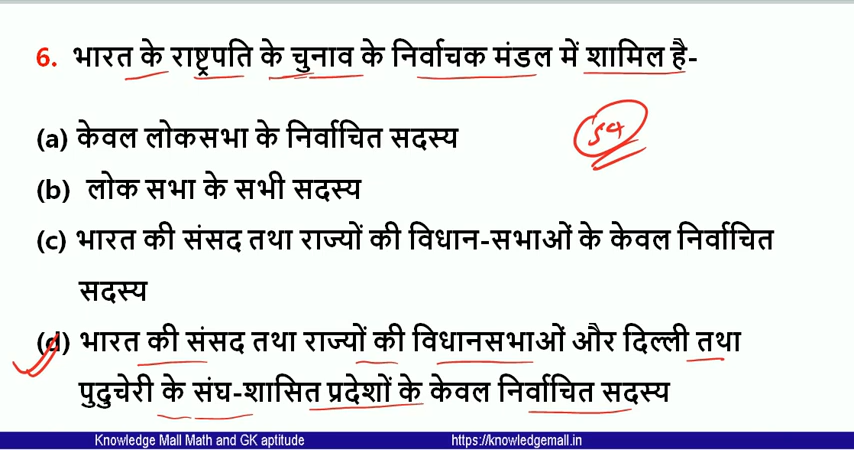 6. भारत के राष्ट्रपति के चुनाव के निर्वाचक मंडल में शामिल है-
(a) केवल लोकसभा के निर्वाचित सदस्य
54
(b) लोक सभा के सभी सदस्य
(c) भारत की संसद तथा राज्यों की विधान-सभाओं के केवल निर्वाचित
सदस्य
(d) भारत की संसद तथा राज्यों की विधानसभाओं और दिल्ली तथा
पुदुचेरी के संघ-शासित प्रदेशों के केवल निर्वाचित सदस्य
Knowledge Mall Math and GK aptitude https://knowledgemall.in